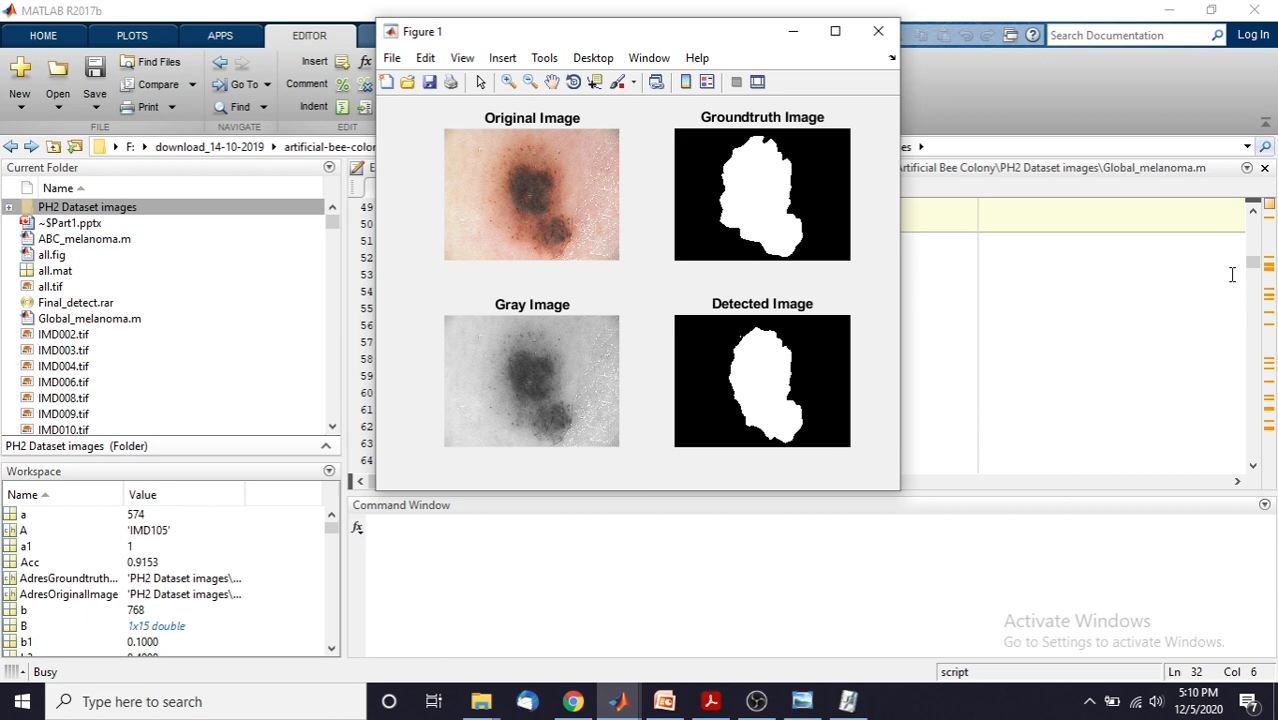 MATLAB R2017b
HOME PLOTS APPS EDITOR
Search Documentation Log In
New Open Save
Find Files
Compare
Print
Go To
Find
Insert fx
Comment
Indent
FILE NAVIGATE EDIT
F: download_14-10-2019 artificial-bee-color
Current Folder
Name
PH2 Dataset images
~$Part1.pptx
ABC_melanoma.m
all.fig
all.mat
all.tif
Final_detect.rar
Global_melanoma.m
IMD002.tif
IMD003.tif
IMD004.tif
IMD006.tif
IMD008.tif
IMD009.tif
IMD010.tif
PH2 Dataset images (Folder)
Workspace
Name Value
a 574
A 'IMD105'
a1 1
Acc 0.9153
AdresGroundtruth... 'PH2 Dataset images\...
AdresOriginalImage 'PH2 Dataset images\...
b 768
B 1x15 double
b1 0.1000
Artificial Bee Colony\PH2 Dataset images\Global_melanoma.m
49
50
51
52
53
54
55
56
57
58
59
60
61
62
63
64
Figure 1
File Edit View Insert Tools Desktop Window Help
Original Image
Groundtruth Image
Gray Image
Detected Image
Command Window
fx
Activate Windows
Go to Settings to activate Windows.
Busy
script Ln 32 Col 6
Type here to search
5:10 PM
12/5/2020
7